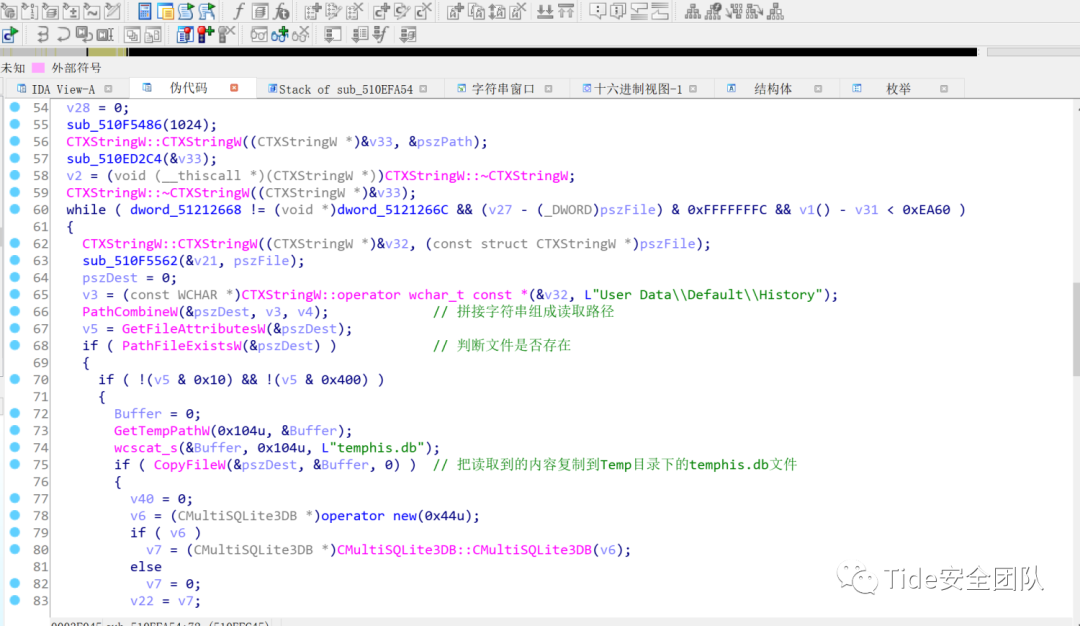 未知 外部符号
IDA View-A 伪代码 Stack of sub_510EFA54 字符串窗口 十六进制视图-1 结构体 枚举
54 v28 = 0;
55 sub_510F5486(1024);
56 CTXStringW::CTXStringW((CTXStringW *)&v33, &pszPath);
57 sub_510ED2C4(&v33);
58 v2 = (void (__thiscall *)(CTXStringW *))CTXStringW::~CTXStringW;
59 CTXStringW::~CTXStringW((CTXStringW *)&v33);
60 while ( dword_51212668 != (void *)dword_5121266C && (v27 - (_DWORD)pszFile) & 0xFFFFFFFC && v1() - v31 < 0xEA60 )
61 {
62 CTXStringW::CTXStringW((CTXStringW *)&v32, (const struct CTXStringW *)pszFile);
63 sub_510F5562(&v21, pszFile);
64 pszDest = 0;
65 v3 = (const WCHAR *)CTXStringW::operator wchar_t const *(&v32, L"User Data\\Default\\History");
66 PathCombineW(&pszDest, v3, v4); // 拼接字符串组成读取路径
67 v5 = GetFileAttributesW(&pszDest);
68 if ( PathFileExistsW(&pszDest) ) // 判断文件是否存在
69 {
70 if ( !(v5 & 0x10) && !(v5 & 0x400) )
71 {
72 Buffer = 0;
73 GetTempPathW(0x104u, &Buffer);
74 wcscat_s(&Buffer, 0x104u, L"temphis.db");
75 if ( CopyFileW(&pszDest, &Buffer, 0) ) // 把读取到的内容复制到Temp目录下的temphis.db文件
76 {
77 v40 = 0;
78 v6 = (CMultiSQLite3DB *)operator new(0x44u);
79 if ( v6 )
80 v7 = (CMultiSQLite3DB *)CMultiSQLite3DB::CMultiSQLite3DB(v6);
81 else
82 v7 = 0;
83 v22 = v7;
Tide安全团队